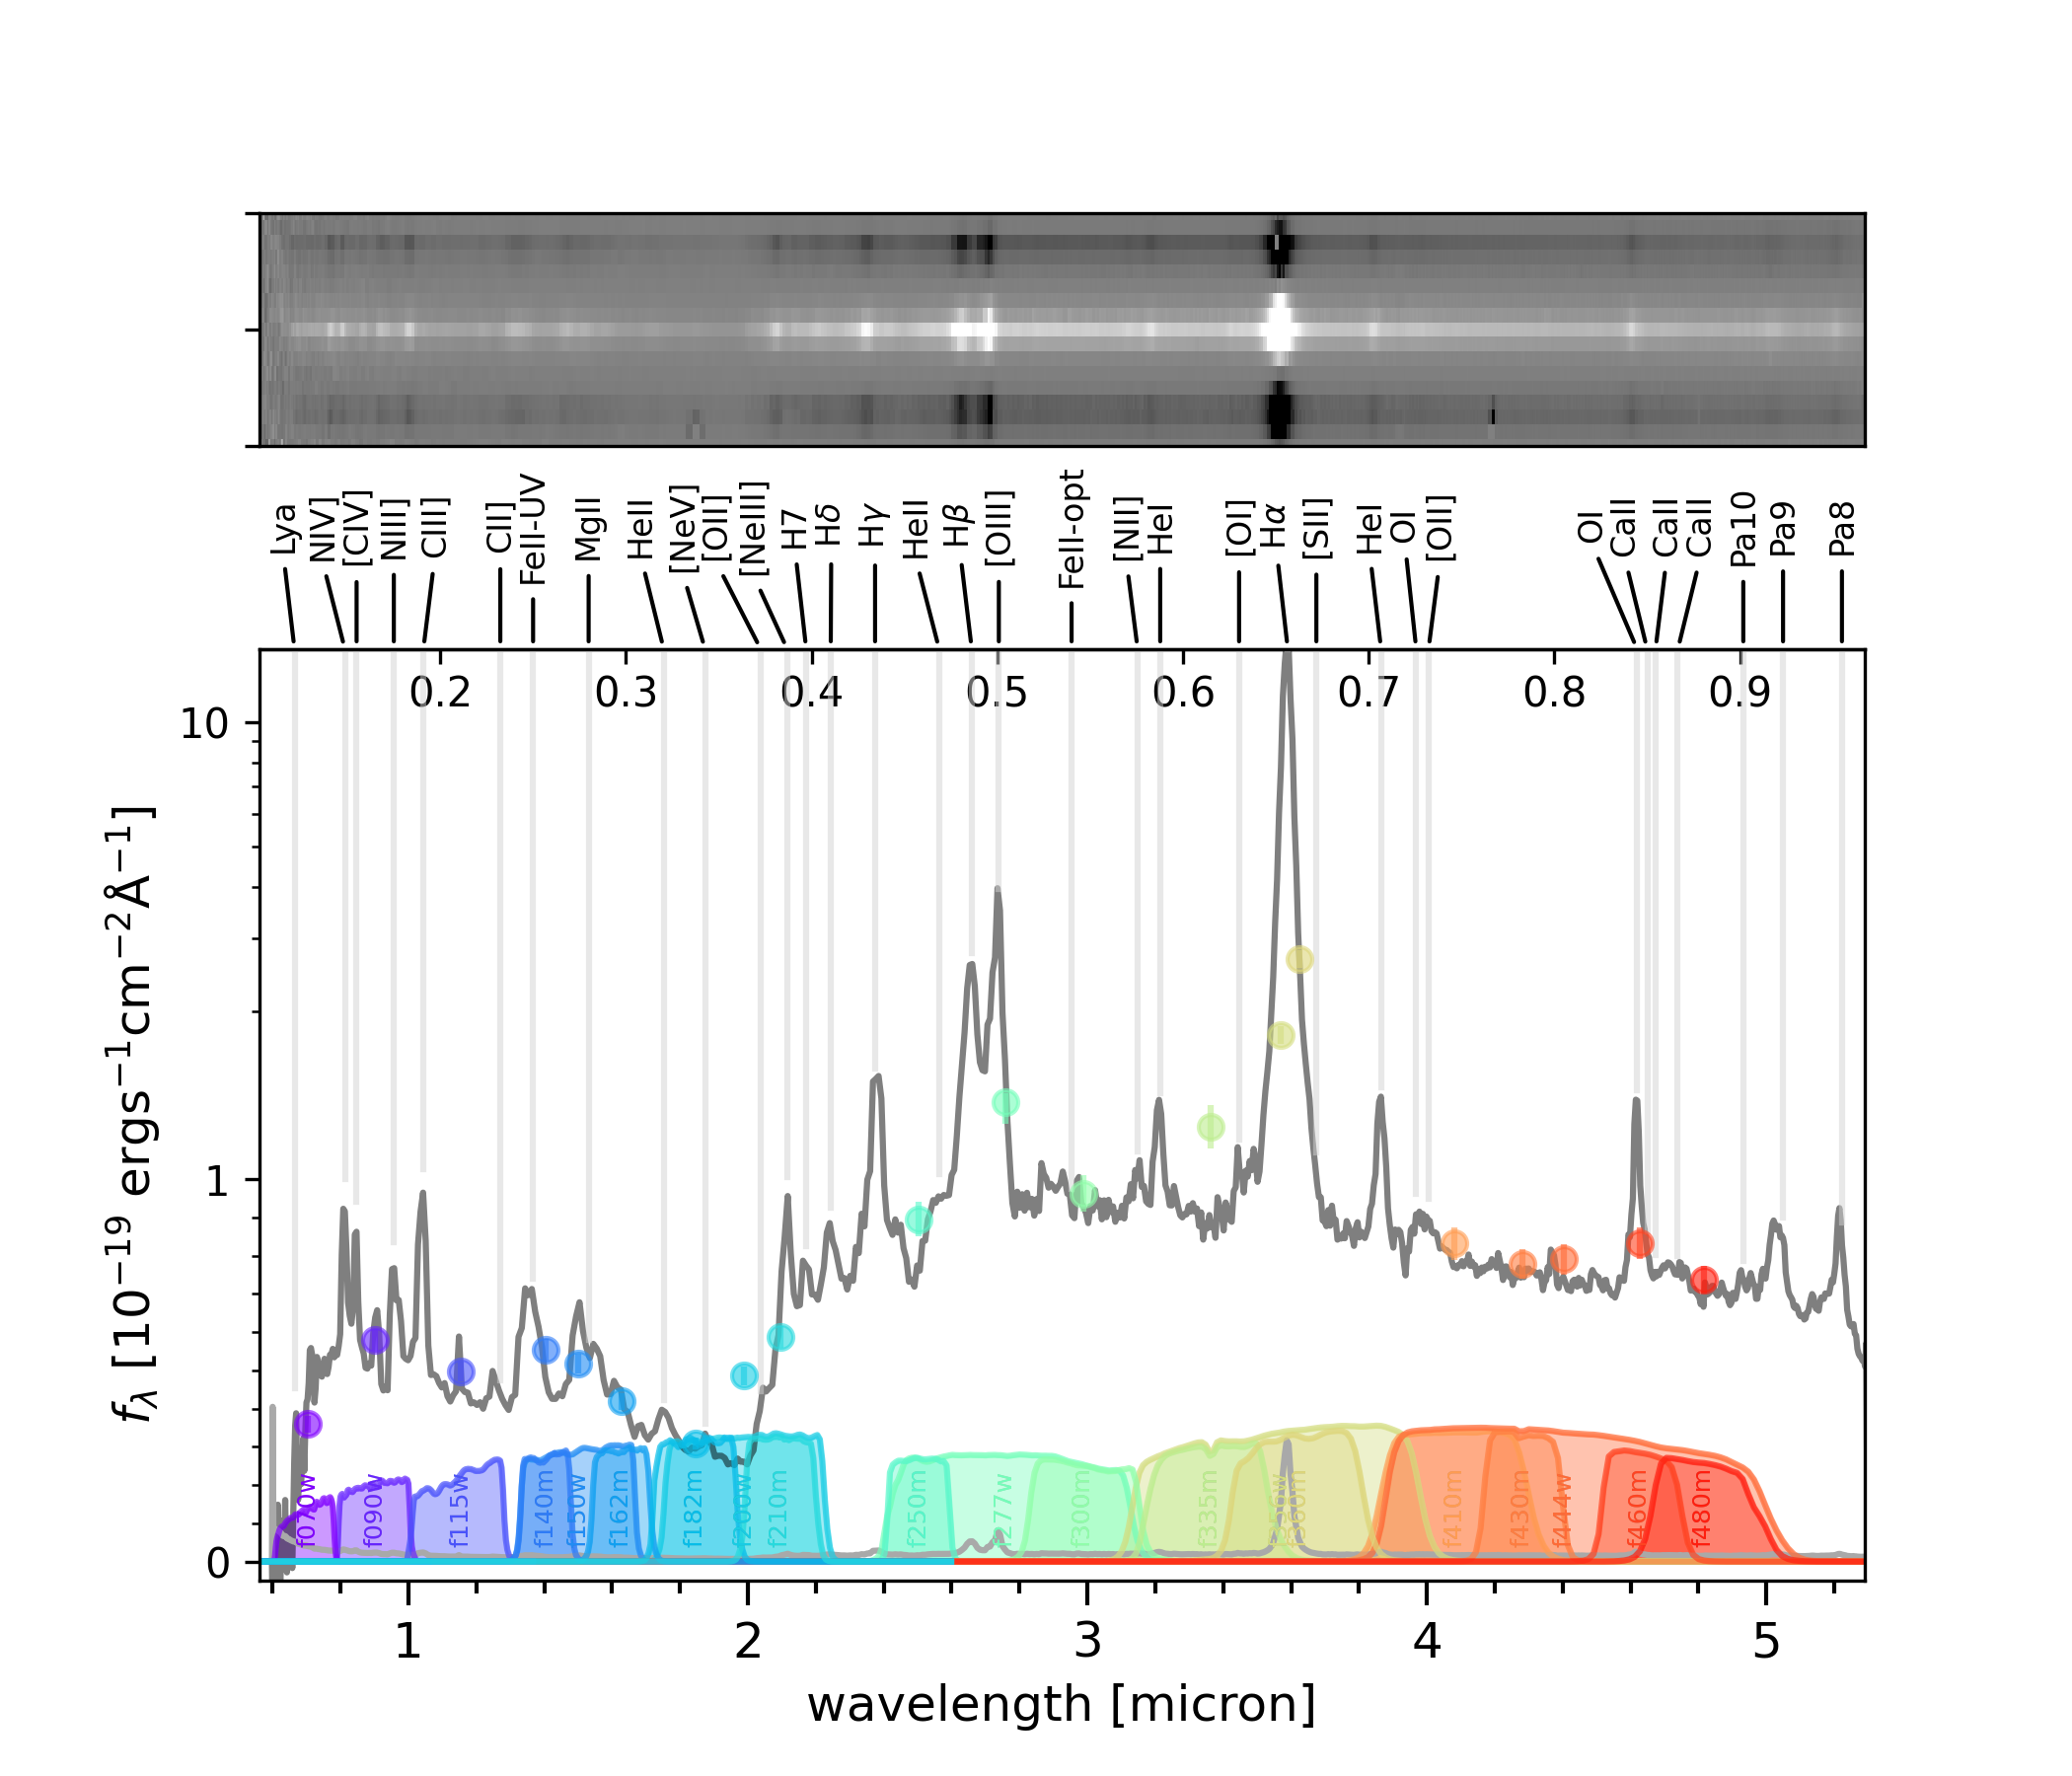 Lya
NIV]
[CIV]
NIII]
CIII]
CII]
FeII-UV
MgII
HeII
[NeV]
[OII]
[NeIII]
H7
Hδ
Hγ
HeII
Hβ
[OIII]
FeII-opt
[NII]
HeI
[OI]
Hα
[SII]
HeI
OI
[OII]
OI
CaII
CaII
CaII
Pa10
Pa9
Pa8
0.2 0.3 0.4 0.5 0.6 0.7 0.8 0.9
10
1
0
fλ [10−19 ergs−1cm−2Å−1]
f070w
f090w
f115w
f140m
f150w
f162m
f182m
f200w
f210m
f250m
f277w
f300m
f335m
f360m
f410m
f430m
f444w
f460m
f480m
1 2 3 4 5
wavelength [micron]